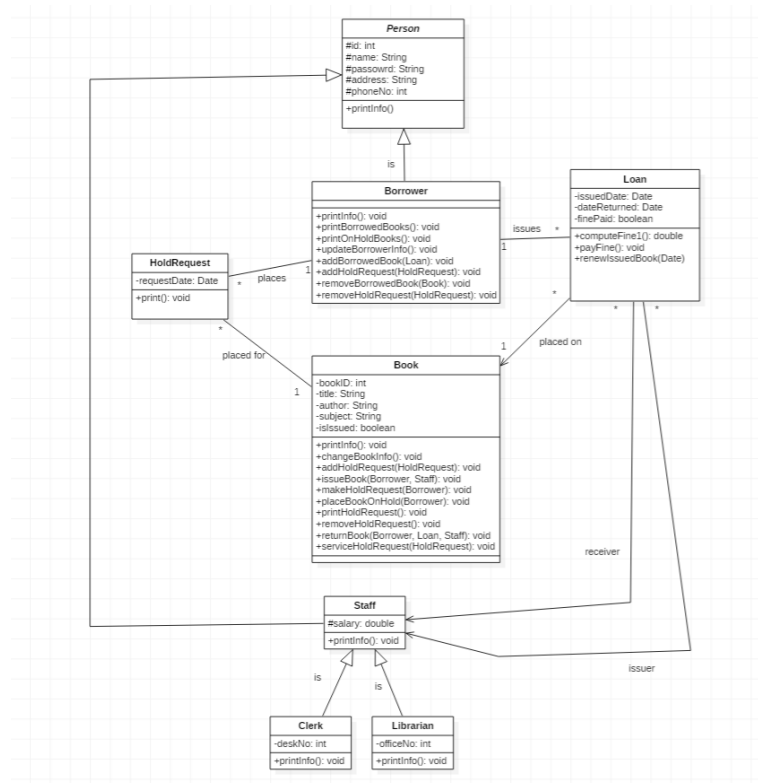 Person
#id: int
#name: String
#passowrd: String
#address: String
#phoneNo: int
+printInfo()
is
Borrower
+printInfo(): void
+printBorrowedBooks(): void
+printOnHoldBooks(): void
+updateBorrowerInfo(): void
+addBorrowedBook(Loan): void
+addHoldRequest(HoldRequest): void
+removeBorrowedBook(Book): void
+removeHoldRequest(HoldRequest): void
issues
1
*
Loan
-issuedDate: Date
-dateReturned: Date
-finePaid: boolean
+computeFine1(): double
+payFine(): void
+renewIssuedBook(Date)
HoldRequest
-requestDate: Date
+print(): void
*
places
1
*
placed for
1
*
placed on
1
Book
-bookID: int
-title: String
-author: String
-subject: String
-isIssued: boolean
+printInfo(): void
+changeBookInfo(): void
+addHoldRequest(HoldRequest): void
+issueBook(Borrower, Staff): void
+makeHoldRequest(Borrower): void
+placeBookOnHold(Borrower): void
+printHoldRequest(): void
+removeHoldRequest(): void
+returnBook(Borrower, Loan, Staff): void
+serviceHoldRequest(HoldRequest): void
*
*
receiver
issuer
Staff
#salary: double
+printInfo(): void
is
is
Clerk
-deskNo: int
+printInfo(): void
Librarian
-officeNo: int
+printInfo(): void